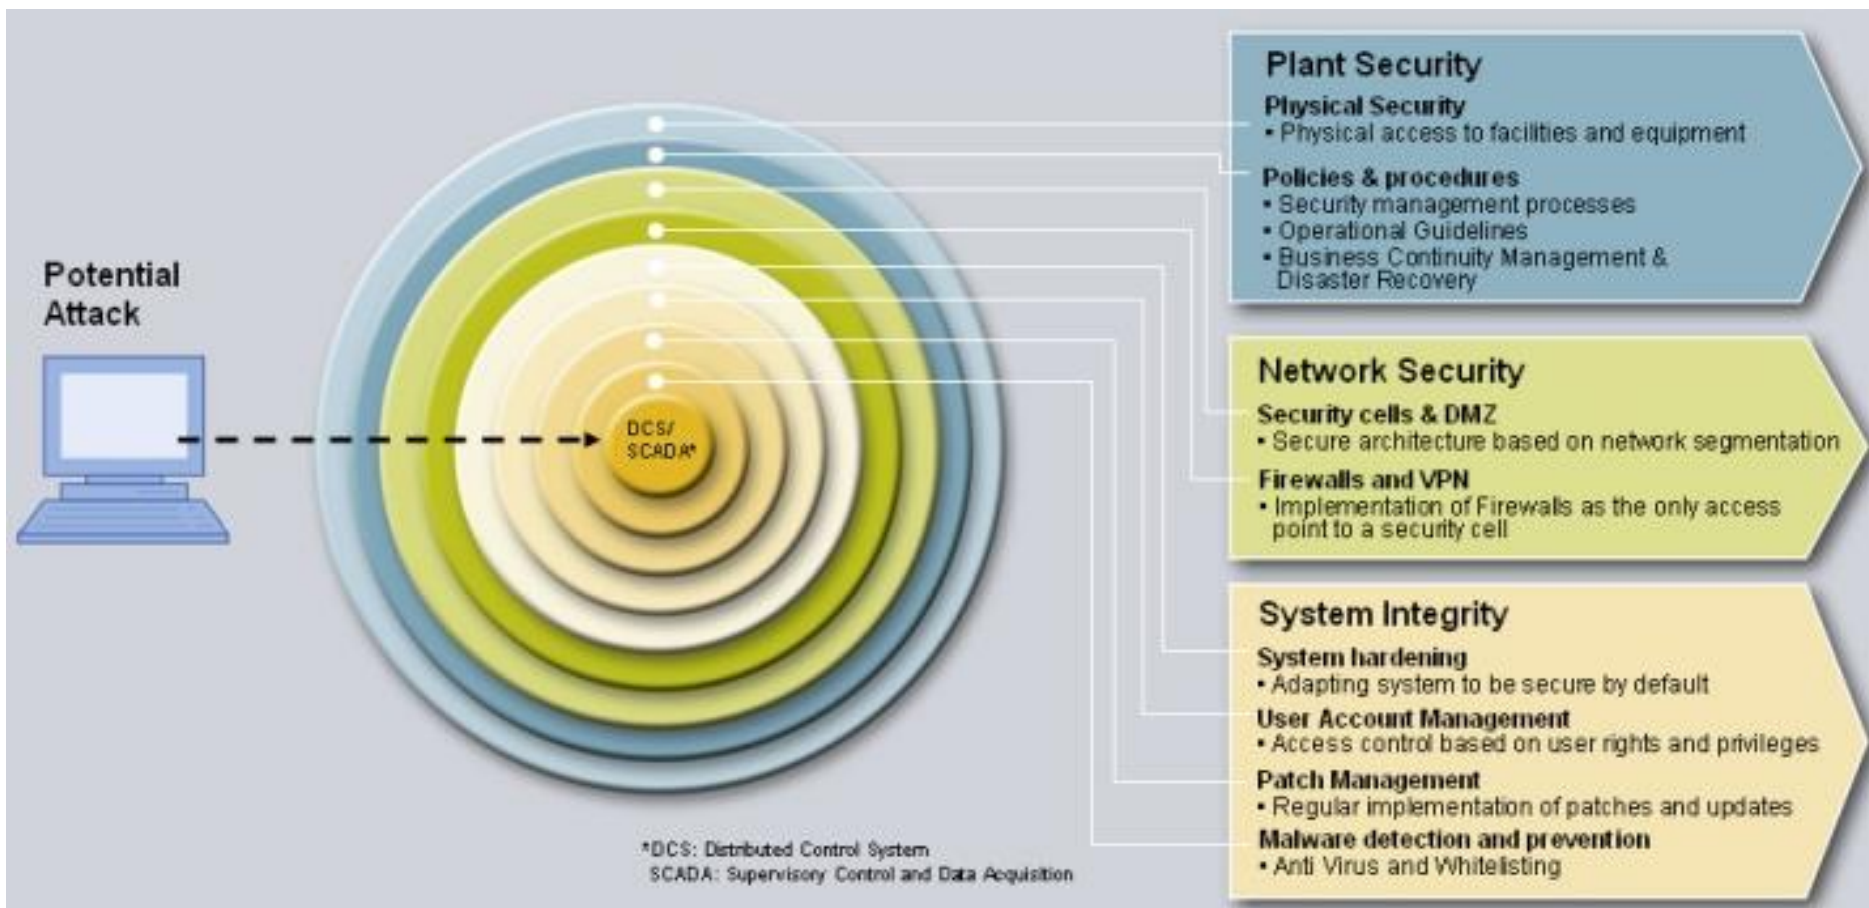 Potential
Attack
DCS/
SCADA*
*DCS: Distributed Control System
SCADA: Supervisory Control and Data Acquisition
Plant Security
Physical Security
▪ Physical access to facilities and equipment
Policies & procedures
▪ Security management processes
▪ Operational Guidelines
▪ Business Continuity Management &
Disaster Recovery
Network Security
Security cells & DMZ
▪ Secure architecture based on network segmentation
Firewalls and VPN
▪ Implementation of Firewalls as the only access
point to a security cell
System Integrity
System hardening
▪ Adapting system to be secure by default
User Account Management
▪ Access control based on user rights and privileges
Patch Management
▪ Regular implementation of patches and updates
Malware detection and prevention
▪ Anti Virus and Whitelisting